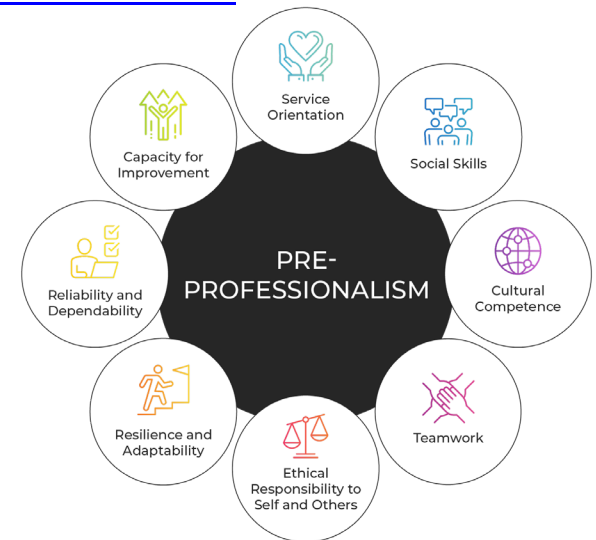 Service
Orientation
Social Skills
Cultural
Competence
Teamwork
Ethical
Responsibility to
Self and Others
Resilience and
Adaptability
Reliability and
Dependability
Capacity for
Improvement
PRE-
PROFESSIONALISM